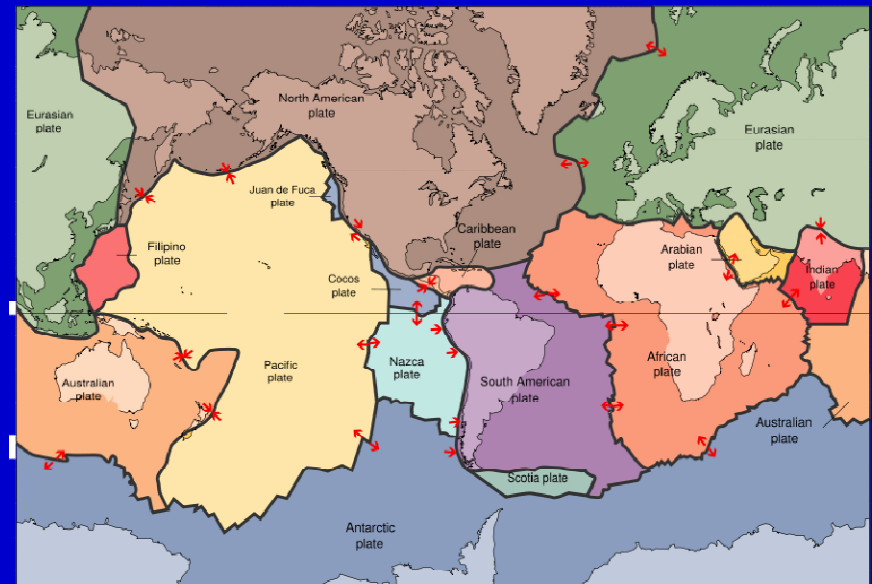 North American
plate
Eurasian
plate
Eurasian
plate
Juan de Fuca
plate
Caribbean
plate
Filipino
plate
Arabian
plate
Indian
plate
Cocos
plate
Pacific
plate
Nazca
plate
African
plate
Australian
plate
South American
plate
Australian
plate
Scotia plate
Antarctic
plate